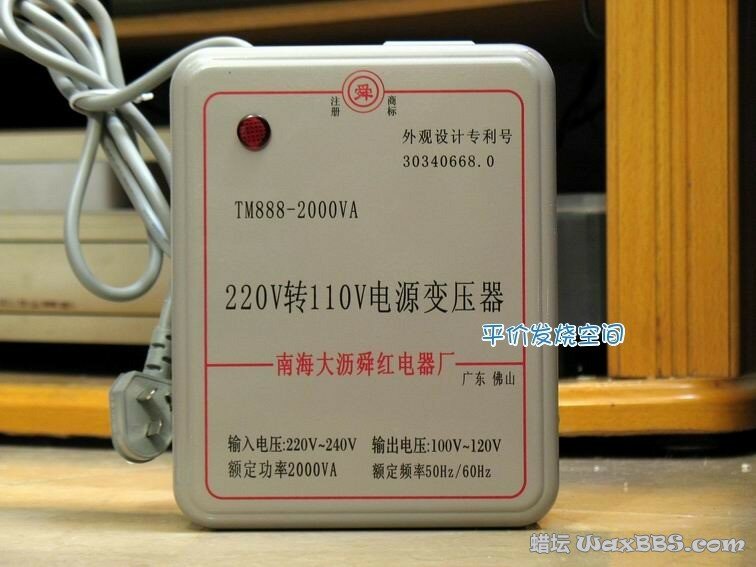 注册 舜 商标
外观设计专利号
30340668.0
TM888-2000VA
220V转110V电源变压器
平价发烧空间
南海大沥舜红电器厂
广东 佛山
输入电压:220V~240V 输出电压:100V~120V
额定功率2000VA 额定频率50Hz/60Hz
蜡坛 WaxBBS.com